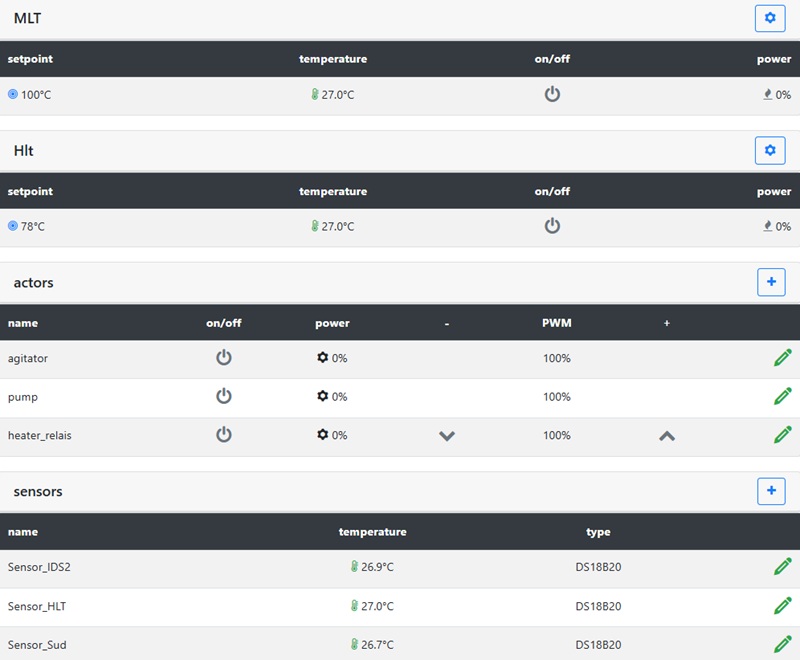 MLT
setpoint temperature on/off power
100°C 27.0°C 0%
Hlt
setpoint temperature on/off power
78°C 27.0°C 0%
actors
name on/off power - PWM +
agitator 0% 100%
pump 0% 100%
heater_relais 0% 100%
sensors
name temperature type
Sensor_IDS2 26.9°C DS18B20
Sensor_HLT 27.0°C DS18B20
Sensor_Sud 26.7°C DS18B20